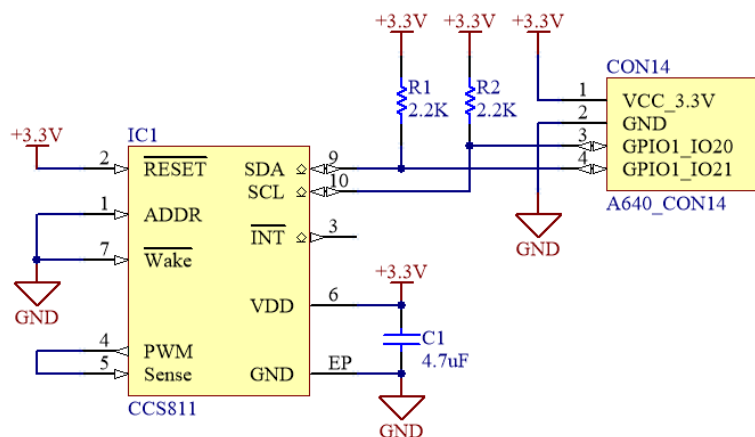 +3.3V +3.3V +3.3V
CON14
R1 R2
2.2K 2.2K
1 VCC_3.3V
2 GND
3 GPIO1_IO20
4 GPIO1_IO21
A640_CON14
GND
+3.3V
IC1
2 RESET
1 ADDR
7 Wake
GND
4 PWM
5 Sense
SDA 9
SCL 10
INT 3
VDD 6
GND EP
CCS811
+3.3V
C1
4.7uF
GND